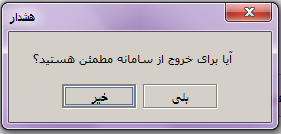 هشدار
آیا برای خروج از سامانه مطمئن هستید؟
بلی
خیر